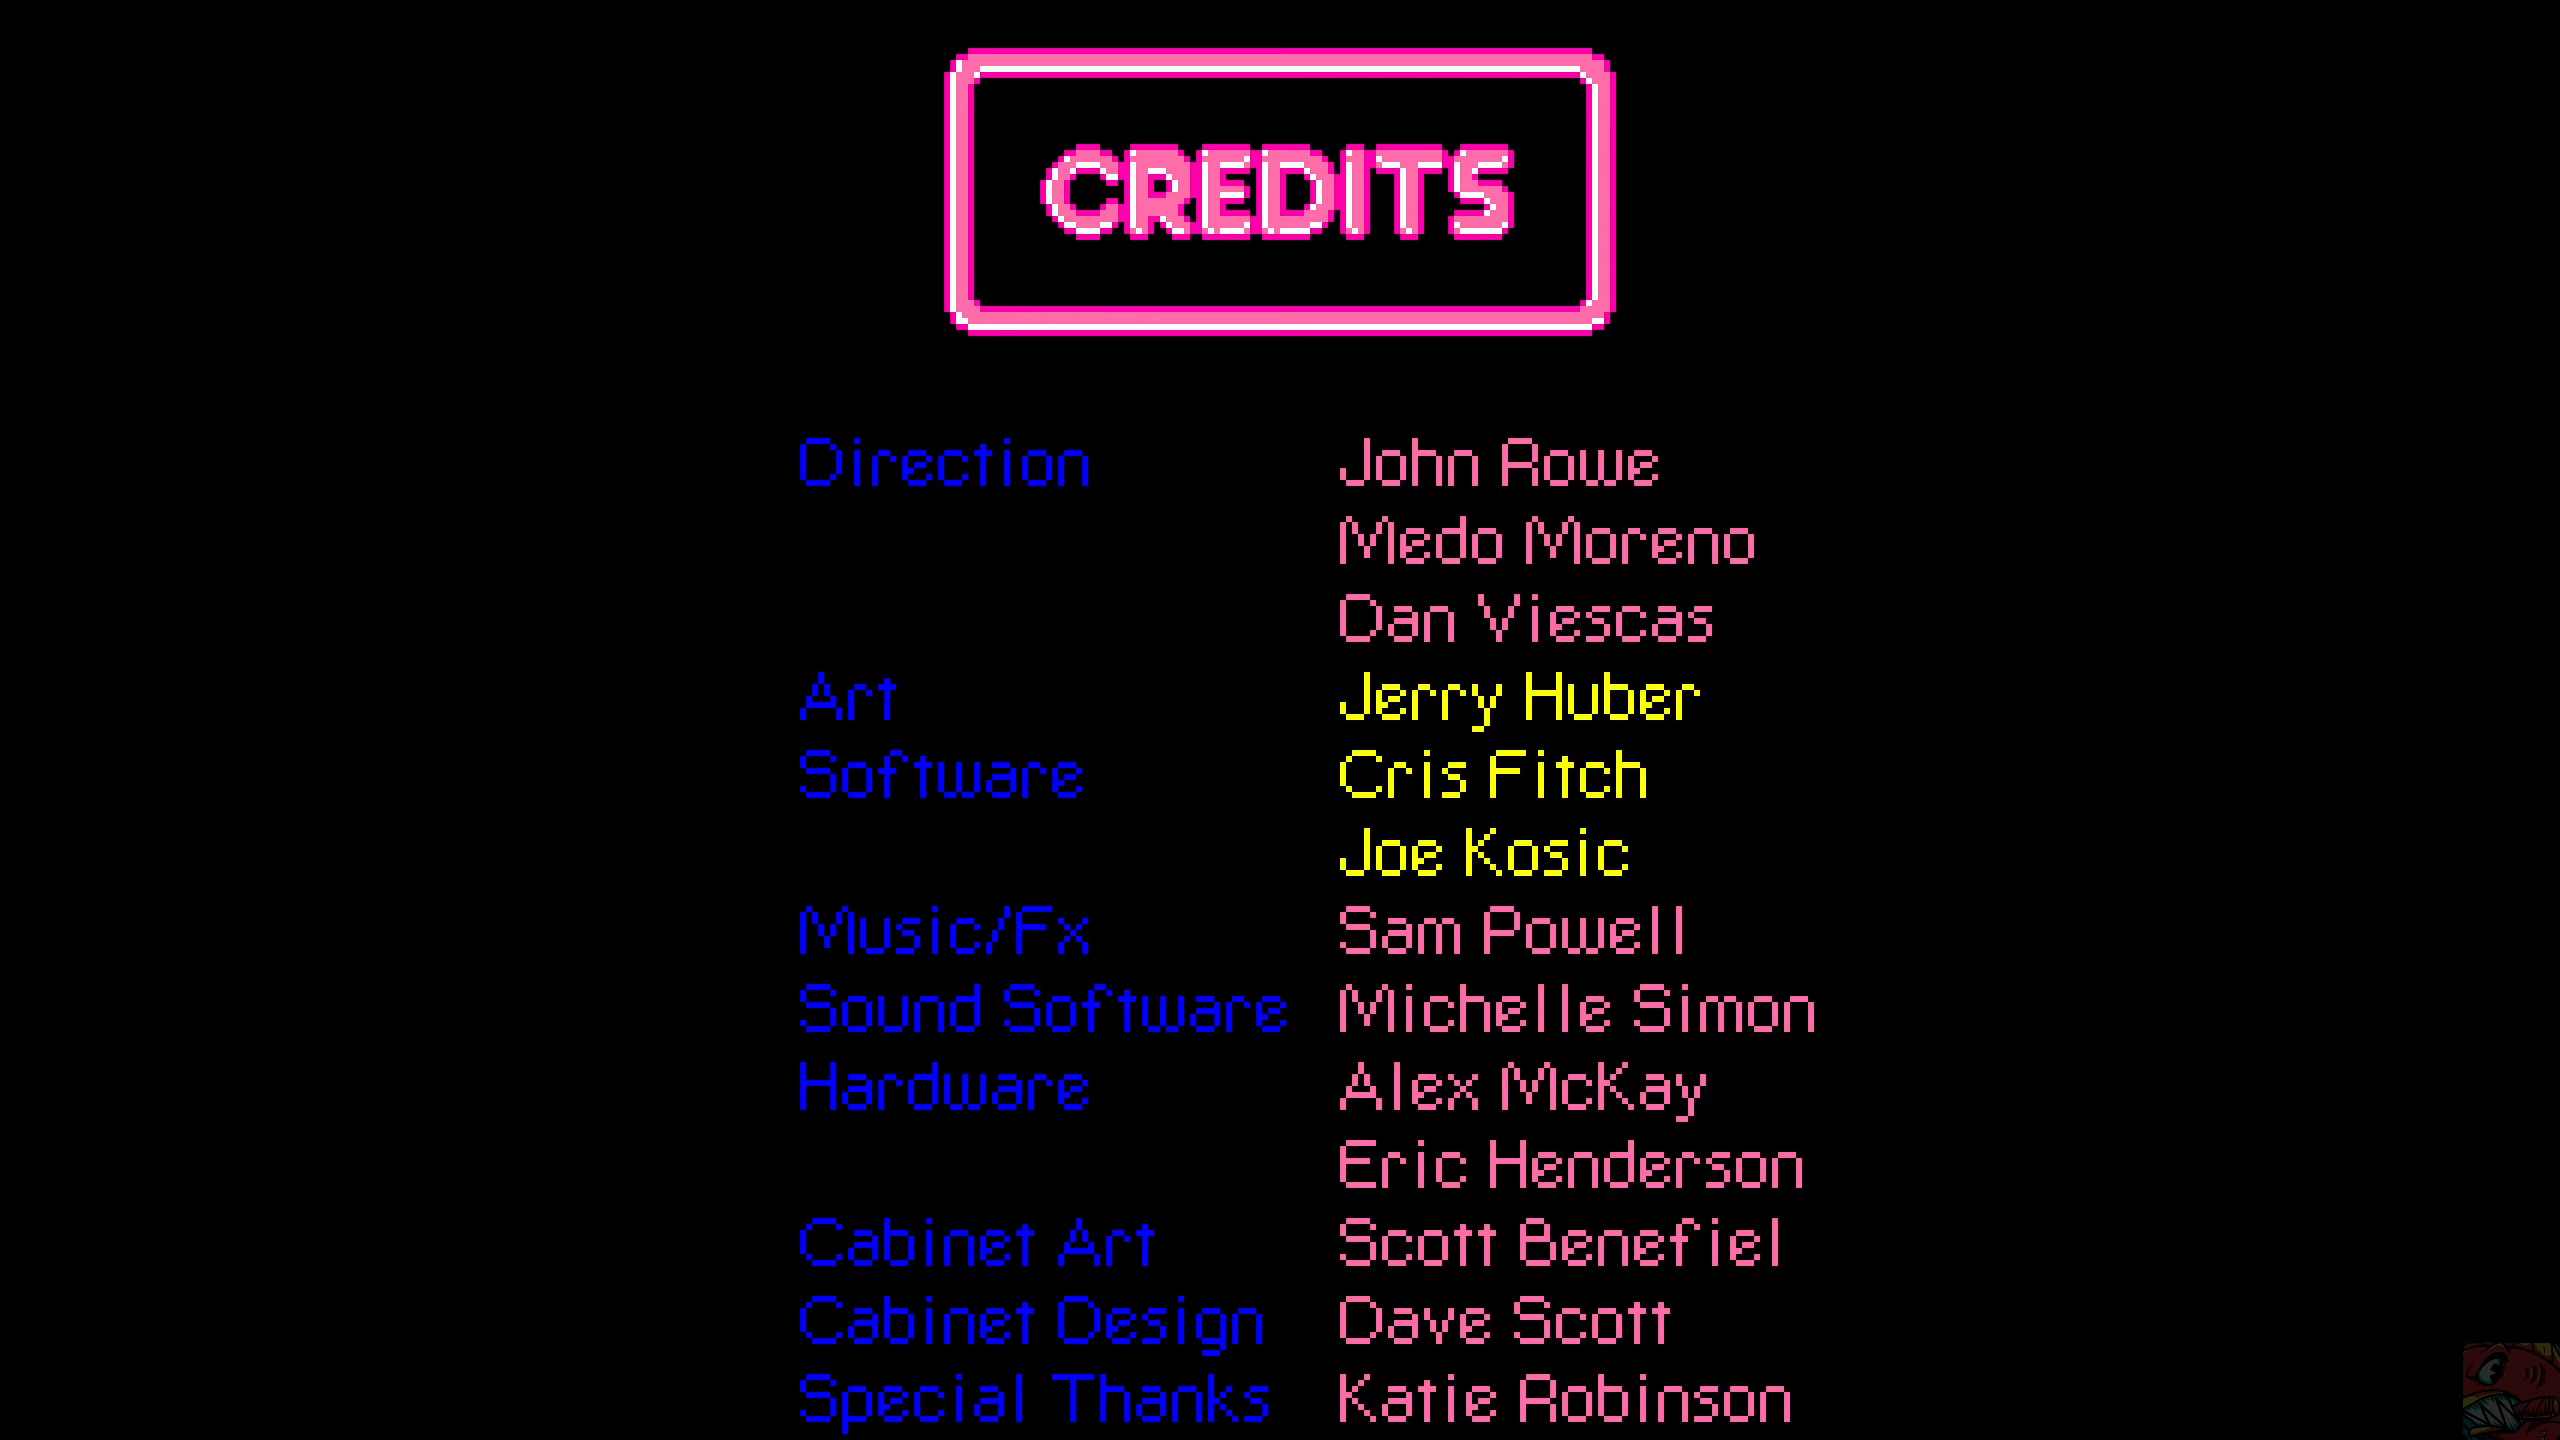 CREDITS
Direction John Rowe
Medo Moreno
Dan Viescas
Art Jerry Huber
Software Cris Fitch
Joe Kosic
Music/Fx Sam Powell
Sound Software Michelle Simon
Hardware Alex McKay
Eric Henderson
Cabinet Art Scott Benefiel
Cabinet Design Dave Scott
Special Thanks Katie Robinson